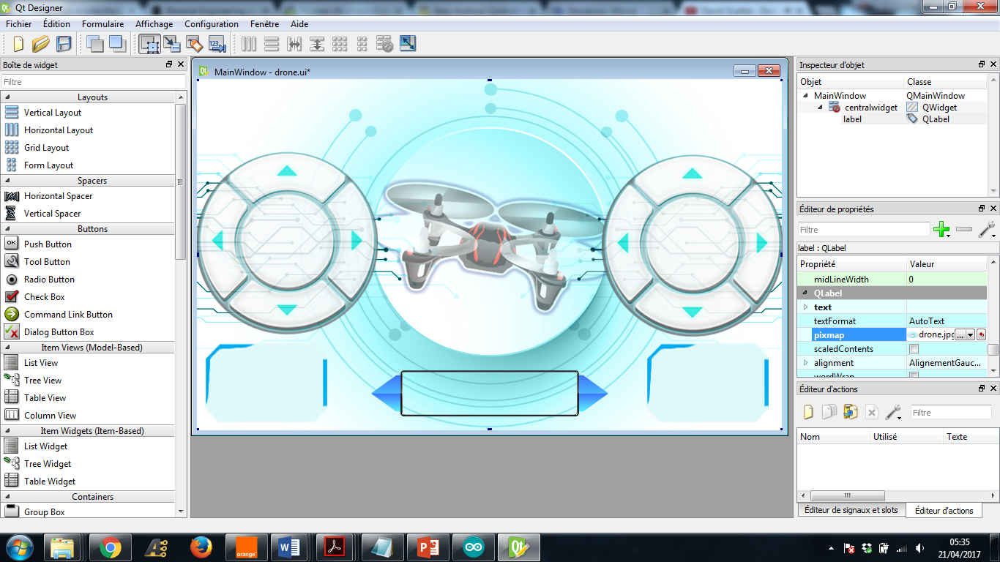 Qt Designer
Fichier Édition Formulaire Affichage Configuration Fenêtre Aide
Boîte de widget
Filtre
Layouts
Vertical Layout
Horizontal Layout
Grid Layout
Form Layout
Spacers
Horizontal Spacer
Vertical Spacer
Buttons
OK
Push Button
Tool Button
Radio Button
Check Box
Command Link Button
Dialog Button Box
Item Views (Model-Based)
List View
Tree View
Table View
Column View
Item Widgets (Item-Based)
List Widget
Tree Widget
Table Widget
Containers
Group Box
MainWindow - drone.ui*
Inspecteur d'objet
Objet Classe
MainWindow QMainWindow
centralwidget QWidget
label QLabel
Éditeur de propriétés
Filtre
label : QLabel
Propriété Valeur
midLineWidth 0
QLabel
text
textFormat AutoText
pixmap drone.jpg ...
scaledContents
alignment AlignementGauc...
wordWrap
Éditeur d'actions
Filtre
Nom Utilisé Texte
Éditeur de signaux et slots Éditeur d'actions
orange
05:35
21/04/2017